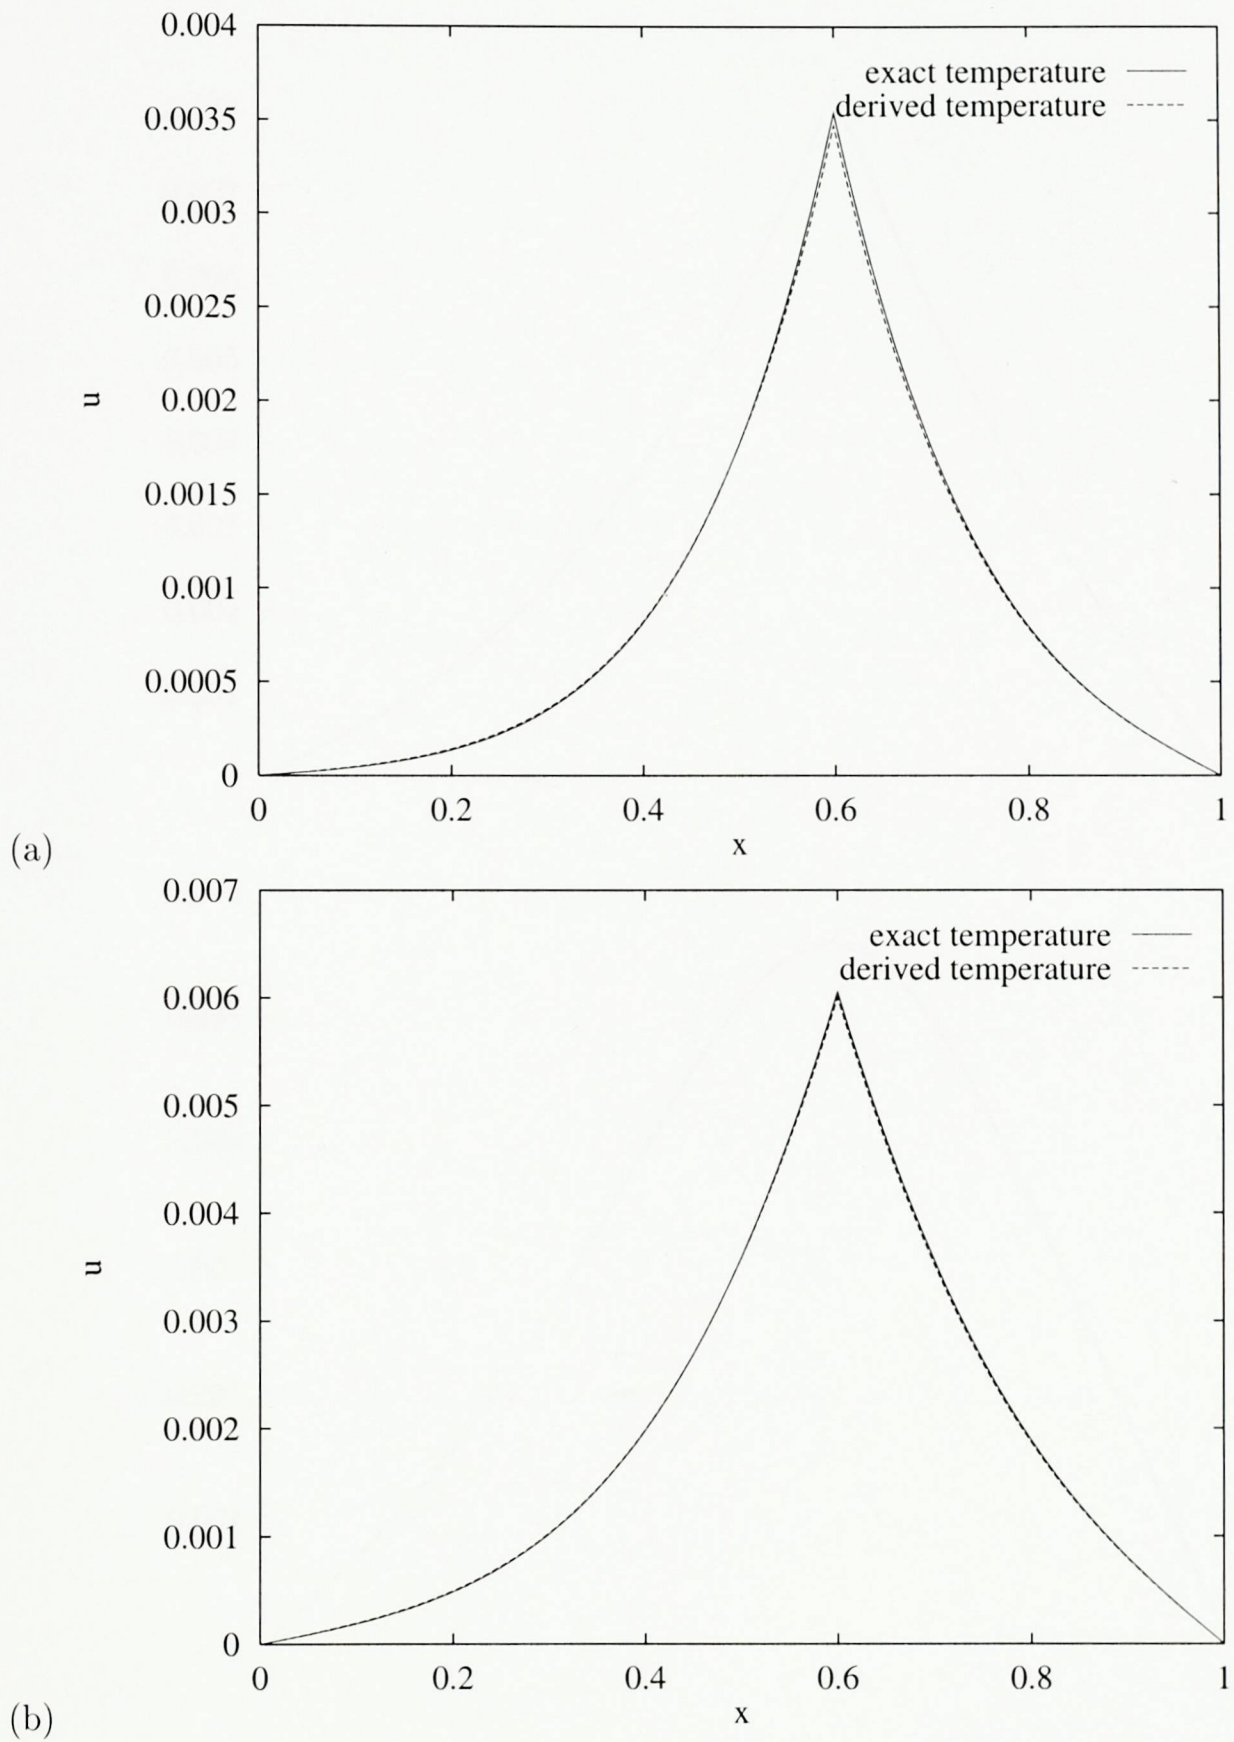 0.004
exact temperature
derived temperature
0.0035
0.003
0.0025
u
0.002
0.0015
0.001
0.0005
0
0 0.2 0.4 0.6 0.8 1
x
(a)
0.007
exact temperature
derived temperature
0.006
0.005
0.004
u
0.003
0.002
0.001
0
0 0.2 0.4 0.6 0.8 1
x
(b)